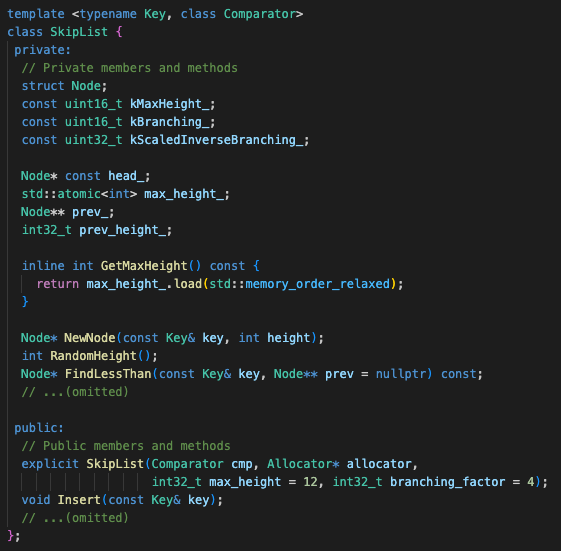 template <typename Key, class Comparator>
class SkipList {
 private:
  // Private members and methods
  struct Node;
  const uint16_t kMaxHeight_;
  const uint16_t kBranching_;
  const uint32_t kScaledInverseBranching_;

  Node* const head_;
  std::atomic<int> max_height_;
  Node** prev_;
  int32_t prev_height_;

  inline int GetMaxHeight() const {
    return max_height_.load(std::memory_order_relaxed);
  }

  Node* NewNode(const Key& key, int height);
  int RandomHeight();
  Node* FindLessThan(const Key& key, Node** prev = nullptr) const;
  // ...(omitted)

 public:
  // Public members and methods
  explicit SkipList(Comparator cmp, Allocator* allocator,
                    int32_t max_height = 12, int32_t branching_factor = 4);
  void Insert(const Key& key);
  // ...(omitted)
};